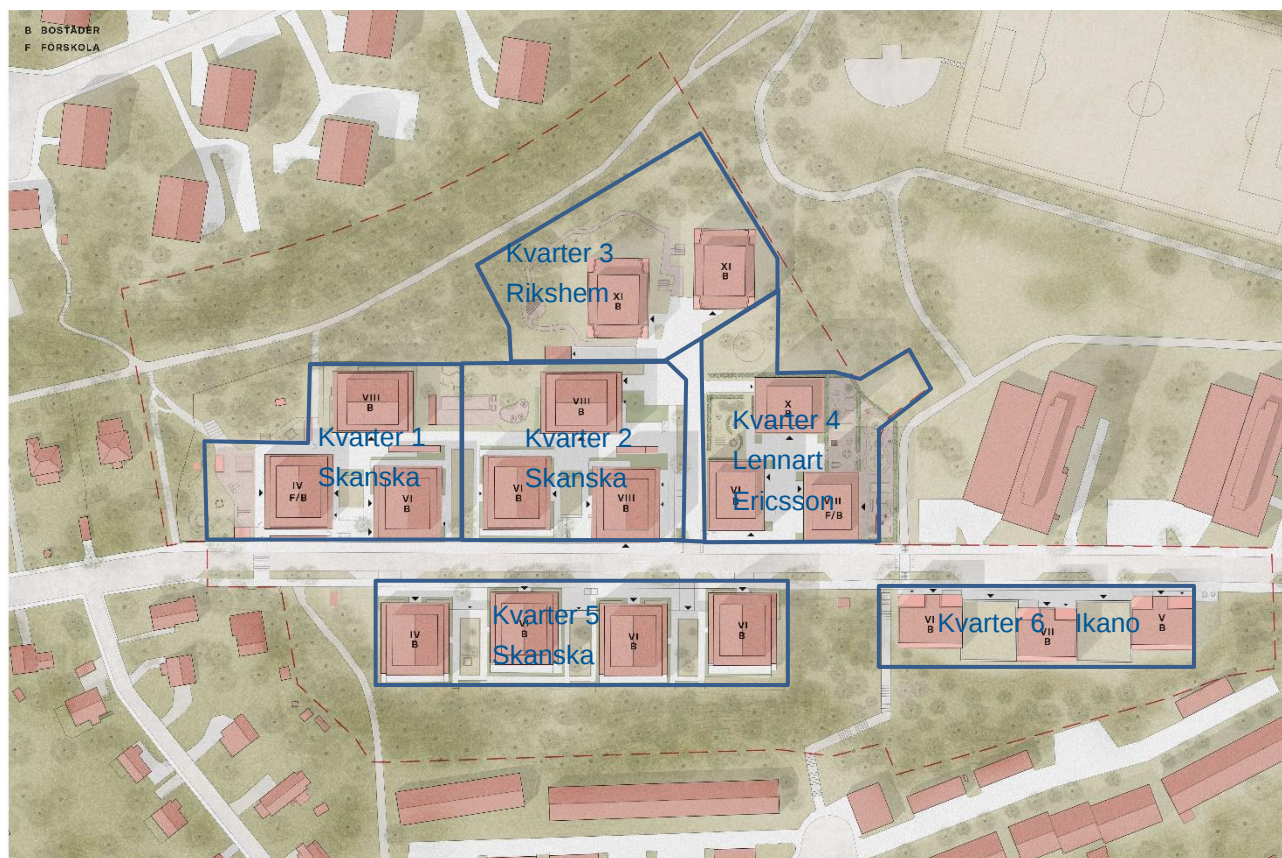 B BOSTÄDER
F FÖRSKOLA
Kvarter 3
Rikshem
XI
B
XI
B
VIII
B
Kvarter 1
Skanska
IV
F/B
VI
B
VIII
B
Kvarter 2
Skanska
VI
B
VIII
B
X
B
Kvarter 4
Lennart
Ericsson
VI
B
VIII
F/B
Kvarter 5
Skanska
IV
B
VI
B
VI
B
VI
B
Kvarter 6 Ikano
VI
B
VII
B
V
B